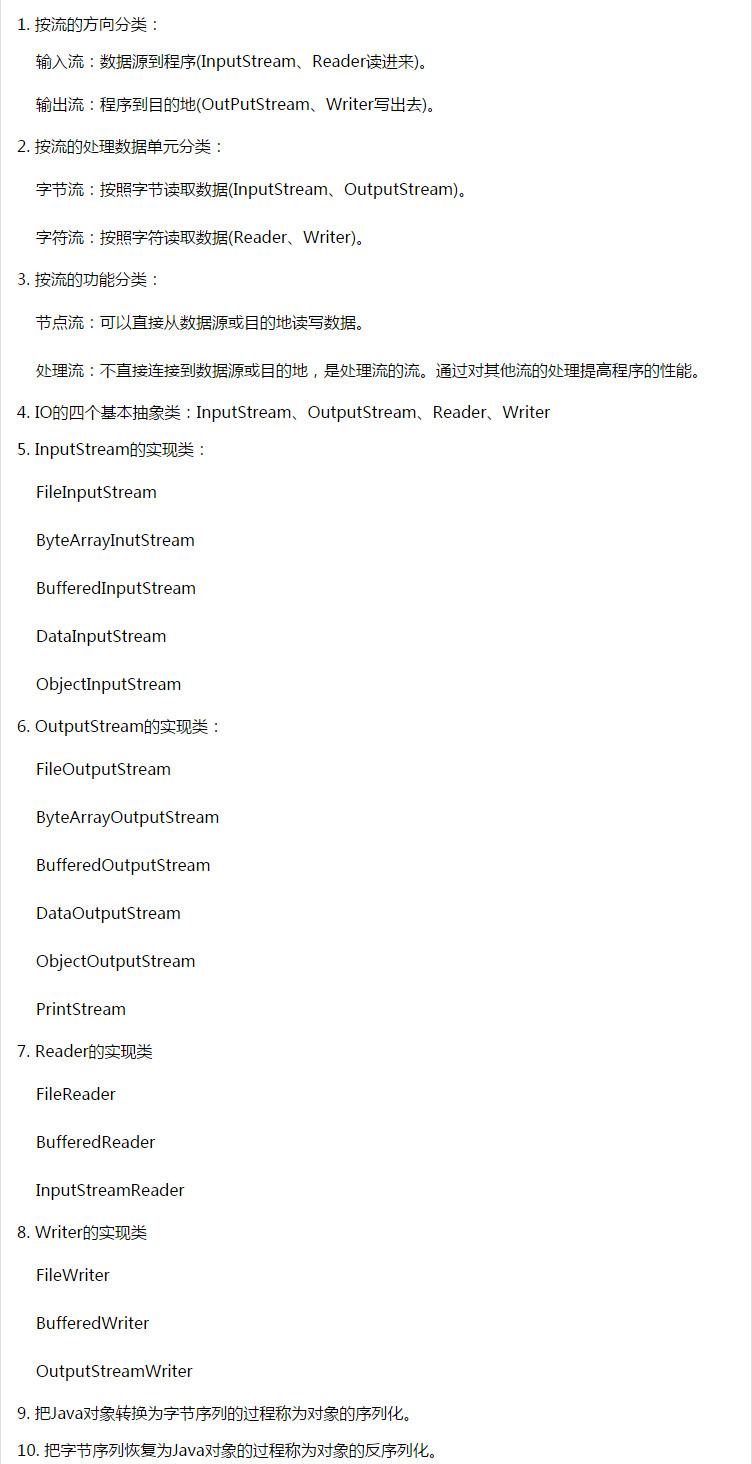 1. 按流的方向分类：
输入流：数据源到程序(InputStream、Reader读进来)。
输出流：程序到目的地(OutPutStream、Writer写出去)。
2. 按流的处理数据单元分类：
字节流：按照字节读取数据(InputStream、OutputStream)。
字符流：按照字符读取数据(Reader、Writer)。
3. 按流的功能分类：
节点流：可以直接从数据源或目的地读写数据。
处理流：不直接连接到数据源或目的地，是处理流的流。通过对其他流的处理提高程序的性能。
4. IO的四个基本抽象类：InputStream、OutputStream、Reader、Writer
5. InputStream的实现类：
FileInputStream
ByteArrayInutStream
BufferedInputStream
DataInputStream
ObjectInputStream
6. OutputStream的实现类：
FileOutputStream
ByteArrayOutputStream
BufferedOutputStream
DataOutputStream
ObjectOutputStream
PrintStream
7. Reader的实现类
FileReader
BufferedReader
InputStreamReader
8. Writer的实现类
FileWriter
BufferedWriter
OutputStreamWriter
9. 把Java对象转换为字节序列的过程称为对象的序列化。
10. 把字节序列恢复为Java对象的过程称为对象的反序列化。